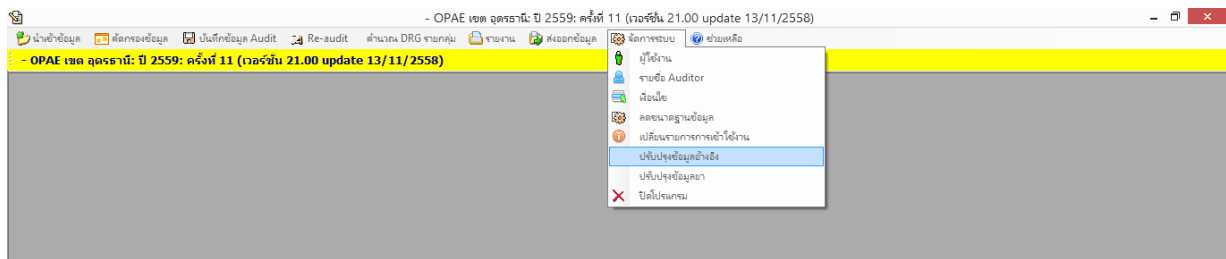 - OPAE เขต อุดรธานี: ปี 2559: ครั้งที่ 11 (เวอร์ชั่น 21.00 update 13/11/2558)
นำเข้าข้อมูล คัดกรองข้อมูล บันทึกข้อมูล Audit Re-audit คำนวณ DRG รายกลุ่ม รายงาน ส่งออกข้อมูล จัดการระบบ ช่วยเหลือ
- OPAE เขต อุดรธานี: ปี 2559: ครั้งที่ 11 (เวอร์ชั่น 21.00 update 13/11/2558)
ผู้ใช้งาน
รายชื่อ Auditor
เงื่อนไข
ลดขนาดฐานข้อมูล
เปลี่ยนรายการการเข้าใช้งาน
ปรับปรุงข้อมูลอ้างอิง
ปรับปรุงข้อมูลยา
ปิดโปรแกรม